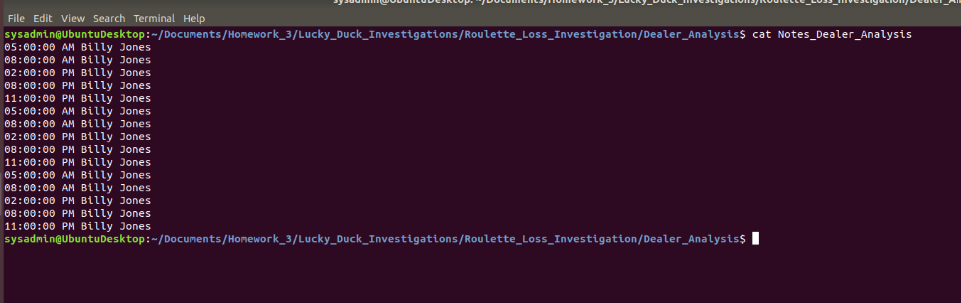 sysadmin@UbuntuDesktop: ~/Documents/Homework_3/Lucky_Duck_Investigations/Roulette_Loss_Investigation/Dealer_An
File Edit View Search Terminal Help
sysadmin@UbuntuDesktop:~/Documents/Homework_3/Lucky_Duck_Investigations/Roulette_Loss_Investigation/Dealer_Analysis$ cat Notes_Dealer_Analysis
05:00:00 AM Billy Jones
08:00:00 AM Billy Jones
02:00:00 PM Billy Jones
08:00:00 PM Billy Jones
11:00:00 PM Billy Jones
05:00:00 AM Billy Jones
08:00:00 AM Billy Jones
02:00:00 PM Billy Jones
08:00:00 PM Billy Jones
11:00:00 PM Billy Jones
05:00:00 AM Billy Jones
08:00:00 AM Billy Jones
02:00:00 PM Billy Jones
08:00:00 PM Billy Jones
11:00:00 PM Billy Jones
sysadmin@UbuntuDesktop:~/Documents/Homework_3/Lucky_Duck_Investigations/Roulette_Loss_Investigation/Dealer_Analysis$